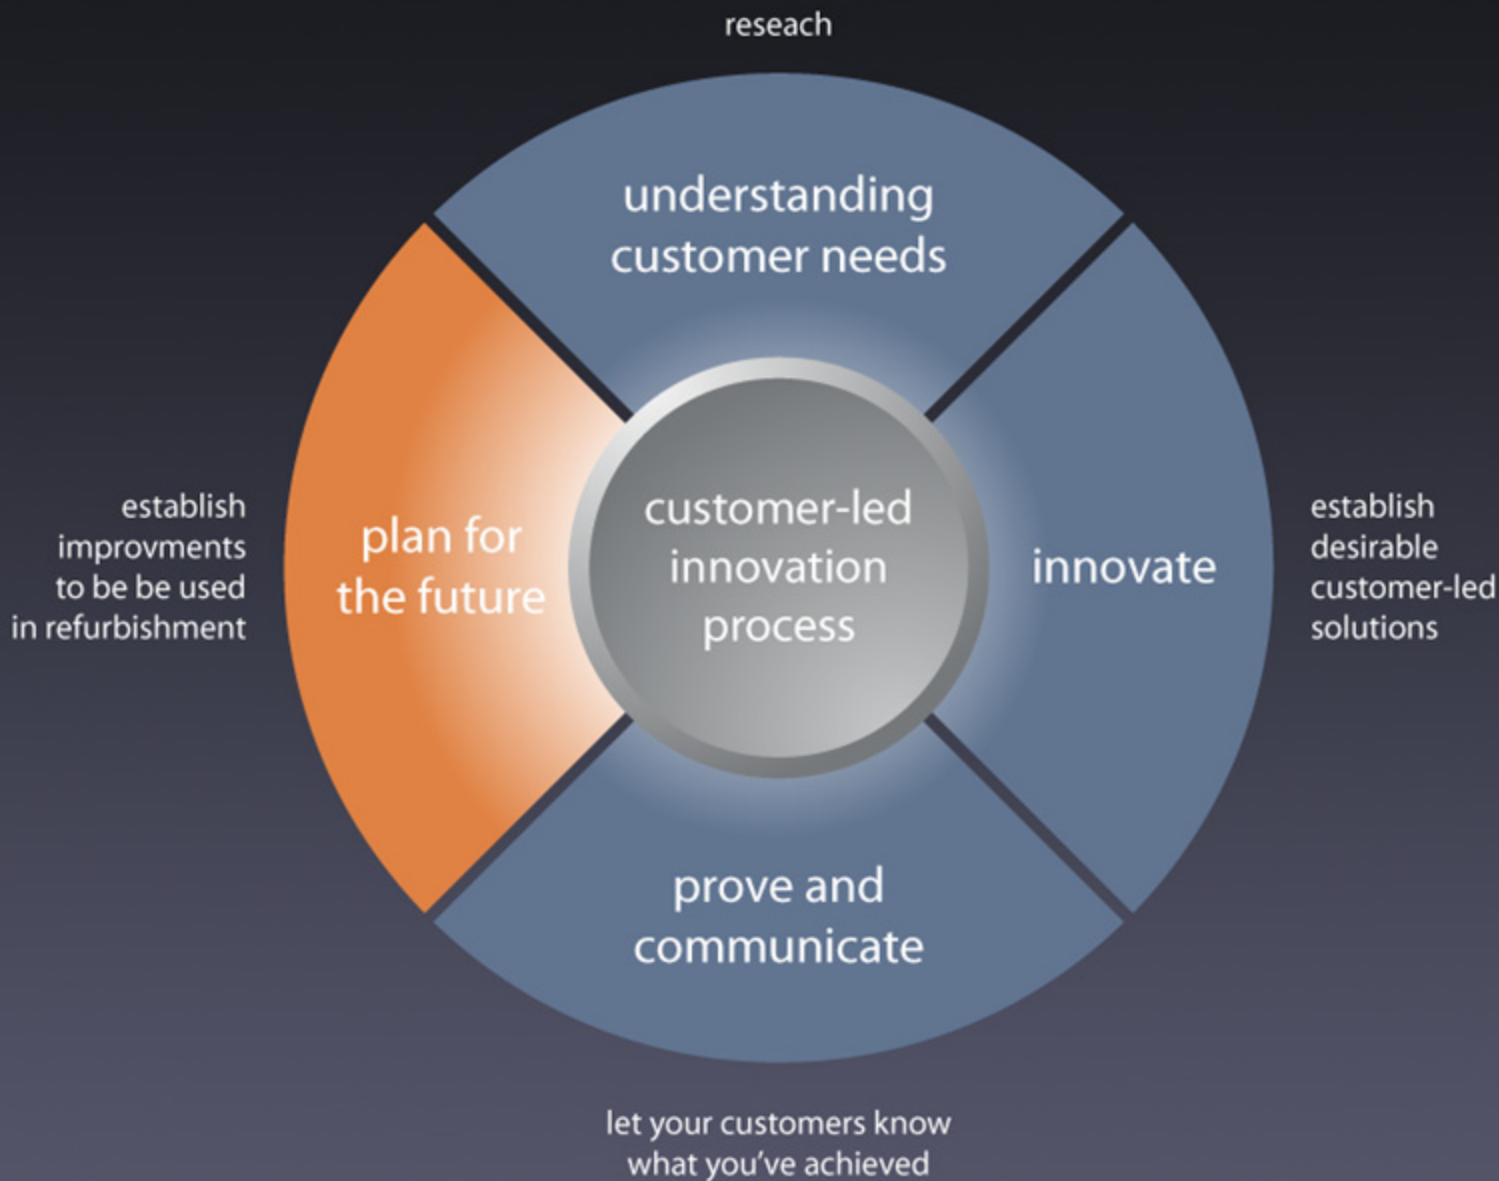 reseach
understanding
customer needs
customer-led
innovation
process
innovate
establish
desirable
customer-led
solutions
prove and
communicate
let your customers know
what you've achieved
plan for
the future
establish
improvments
to be be used
in refurbishment